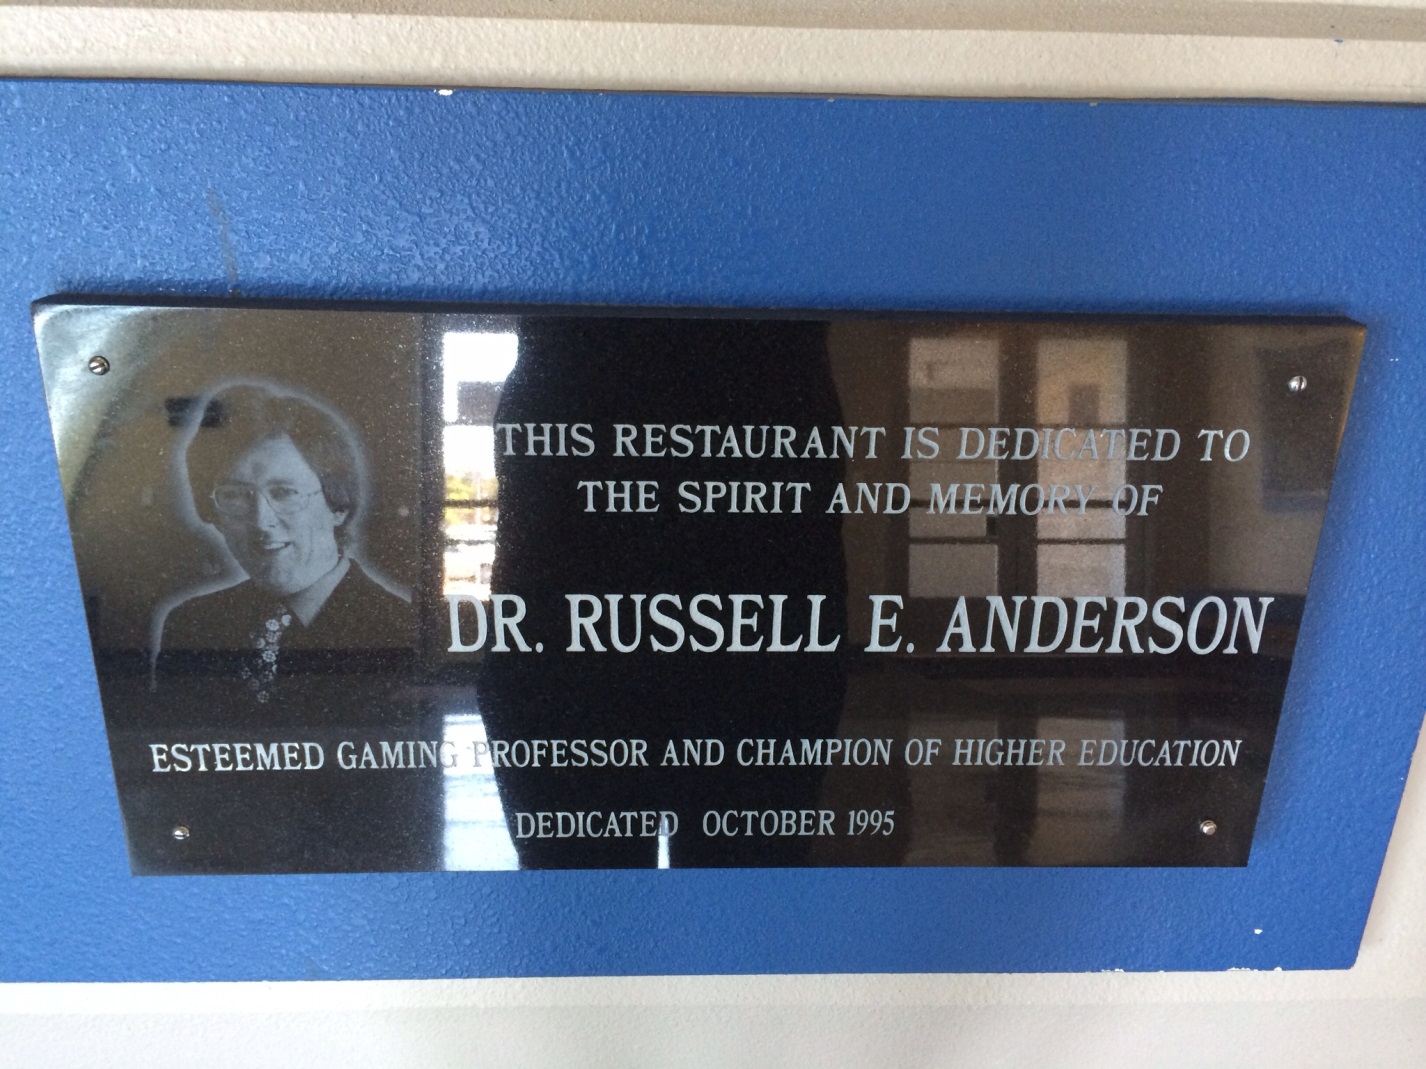 THIS RESTAURANT IS DEDICATED TO
THE SPIRIT AND MEMORY OF
DR. RUSSELL E. ANDERSON
ESTEEMED GAMING PROFESSOR AND CHAMPION OF HIGHER EDUCATION
DEDICATED OCTOBER 1995